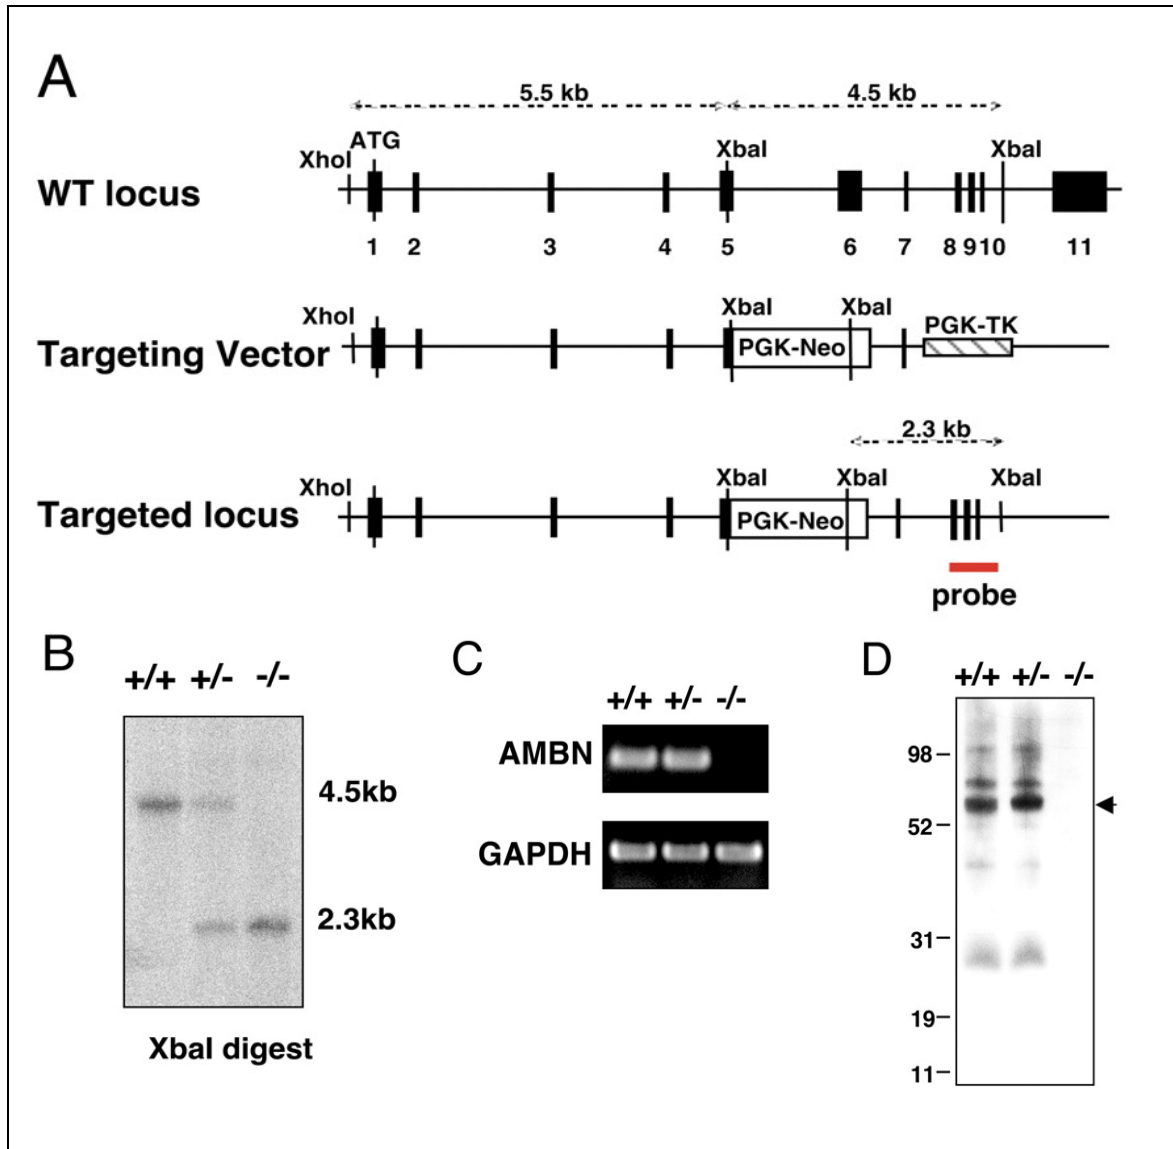 A
5.5 kb 4.5 kb
ATG
XhoI XbaI XbaI
WT locus
1 2 3 4 5 6 7 8 9 10 11
XhoI XbaI XbaI
PGK-TK
Targeting Vector PGK-Neo
2.3 kb
XhoI XbaI XbaI XbaI
Targeted locus PGK-Neo
probe
B
+/+ +/- -/-
4.5kb
2.3kb
XbaI digest
C
+/+ +/- -/-
AMBN
GAPDH
D
+/+ +/- -/-
98
52
31
19
11